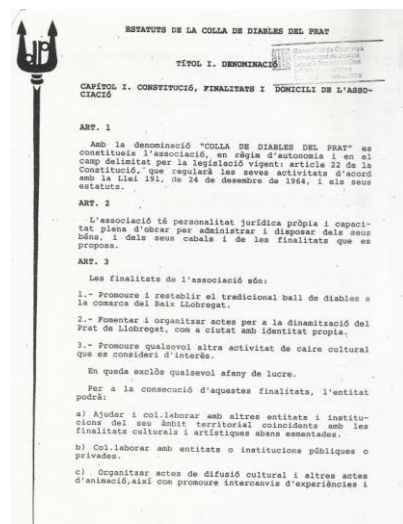 ESTATUTS DE LA COLLA DE DIABLES DEL PRAT
TÍTOL I. DENOMINACIÓ
Generalitat de Catalunya
CAPÍTOL I. CONSTITUCIÓ, FINALITATS I DOMICILI DE L'ASSO-
CIACIÓ
ART. 1
Amb la denominació "COLLA DE DIABLES DEL PRAT" es
constitueix l'associació, en règim d'autonomia i en el
camp delimitat per la legislació vigent: article 22 de la
Constitució, que regularà les seves activitats d'acord
amb la Llei 191, de 24 de desembre de 1964, i els seus
estatuts.
ART. 2
L'associació té personalitat jurídica pròpia i capaci-
tat plena d'obrar per administrar i disposar dels seus
béns, i dels seus cabals i de les finalitats que es
proposa.
ART. 3
Les finalitats de l'associació són:
1.- Promoure i restablir el tradicional ball de diables a
la comarca del Baix LLobregat.
2.- Fomentar i organitzar actes per a la dinamització del
Prat de Llobregat, com a ciutat amb identitat propia.
3.- Promoure qualsevol altra activitat de caire cultural
que es consideri d'interès.
En queda exclòs qualsevol afany de lucre.
Per a la consecució d'aquestes finalitats, l'entitat
podrà:
a) Ajudar i col.laborar amb altres entitats i institu-
cions del seu àmbit territorial coincidents amb les
finalitats culturals i artístiques abans esmentades.
b) Col.laborar amb entitats o institucions públiques o
privades.
c) Organitzar actes de difusió cultural i altres actes
d'animació,així com promoure intercanvis d'experiències i